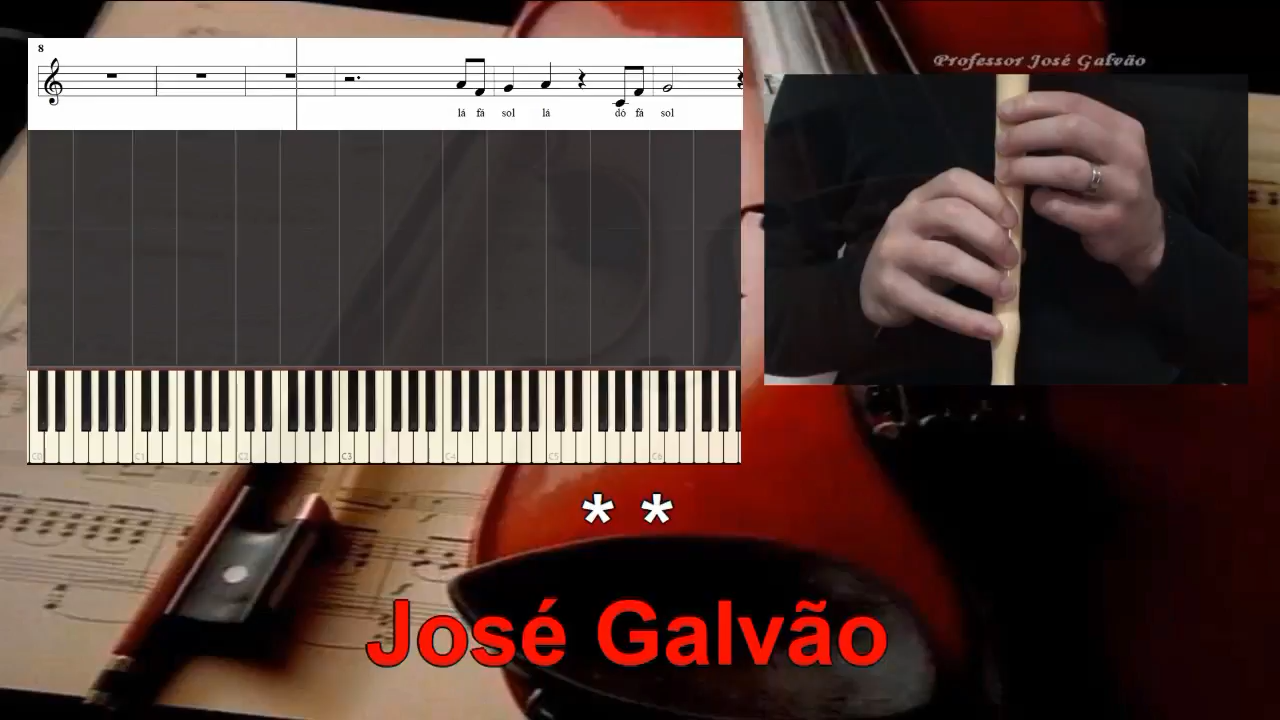 8
Professor José Galvão
lá fá sol lá dó fá sol
C0 C1 C2 C3 C4 C5 C6
* *
José Galvão